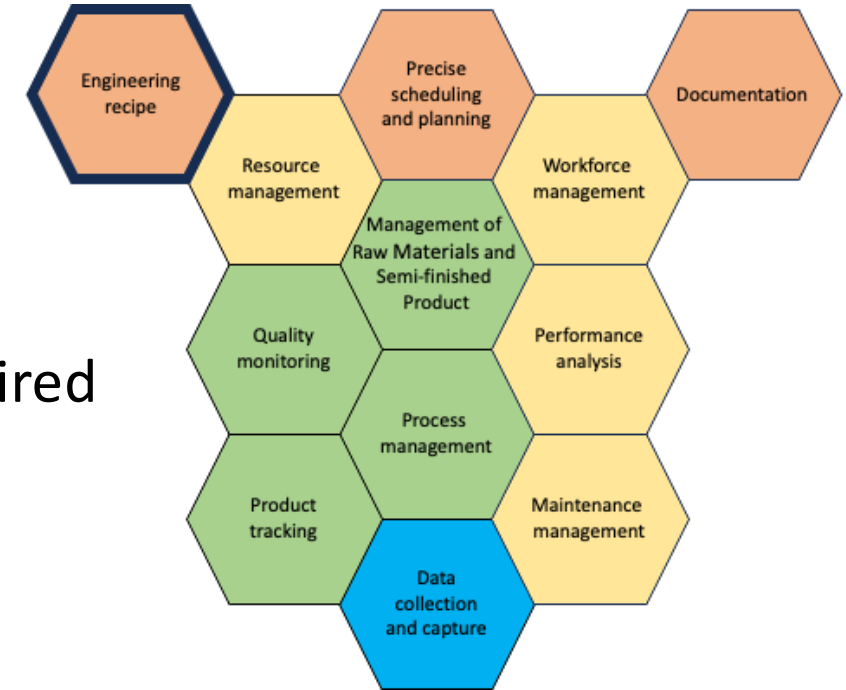 Engineering
recipe
Precise
scheduling
and planning
Documentation
Resource
management
Workforce
management
Management of
Raw Materials and
Semi-finished
Product
Quality
monitoring
Performance
analysis
ired
Process
management
Product
tracking
Maintenance
management
Data
collection
and capture